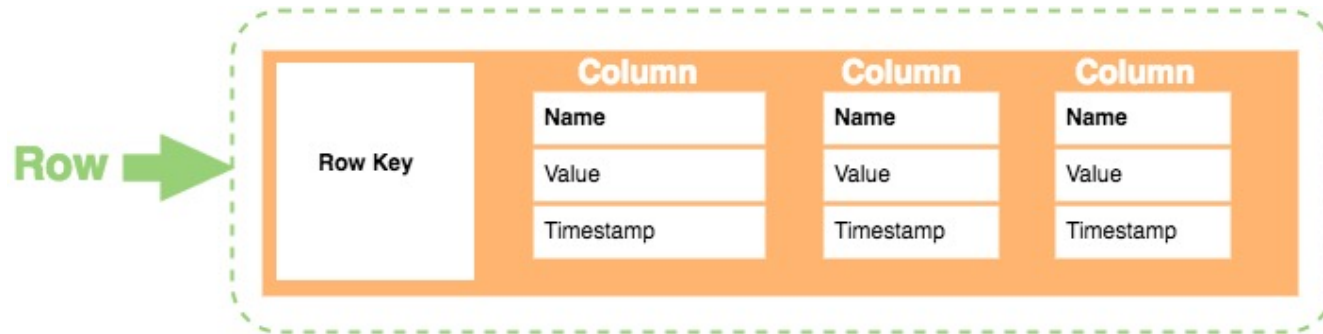 Column Column Column
Name Name Name
Row Row Key Value Value Value
Timestamp Timestamp Timestamp